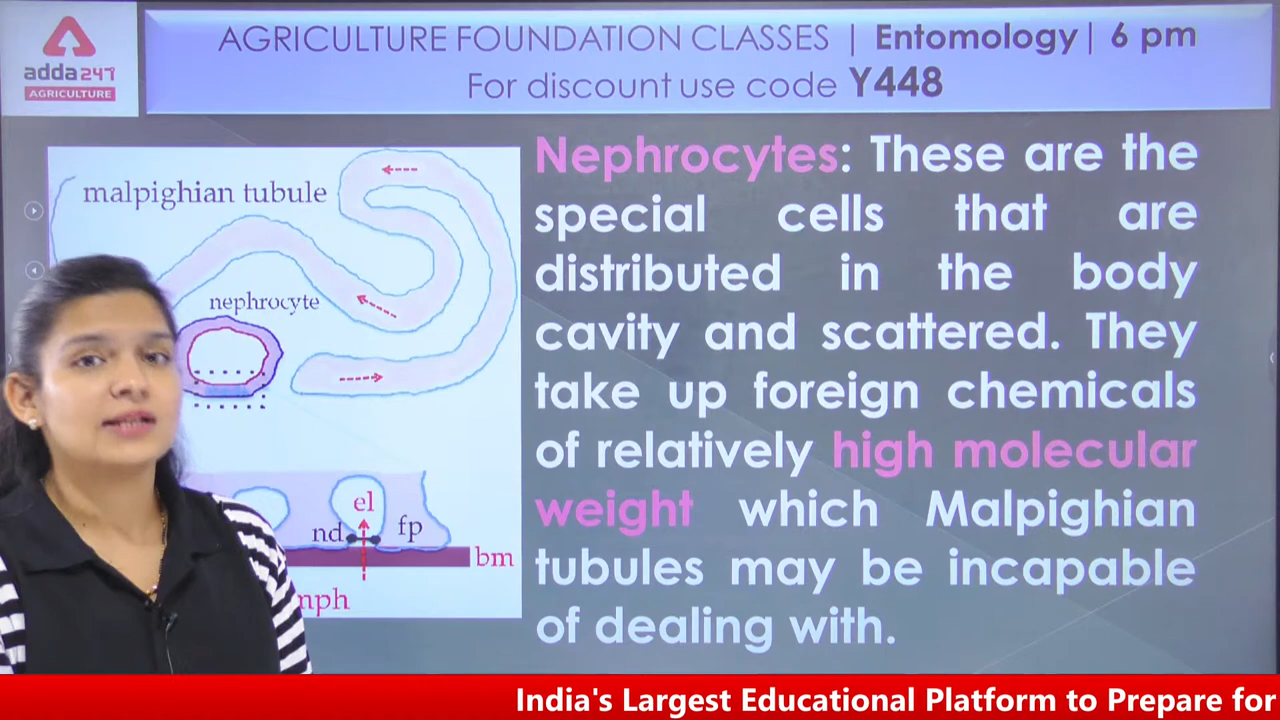 adda247
AGRICULTURE
AGRICULTURE FOUNDATION CLASSES | Entomology| 6 pm
For discount use code Y448
malpighian tubule
nephrocyte
el
nd
fp
bm
Nephrocytes: These are the
special cells that are
distributed in the body
cavity and scattered. They
take up foreign chemicals
of relatively high molecular
weight which Malpighian
tubules may be incapable
of dealing with.
India's Largest Educational Platform to Prepare for